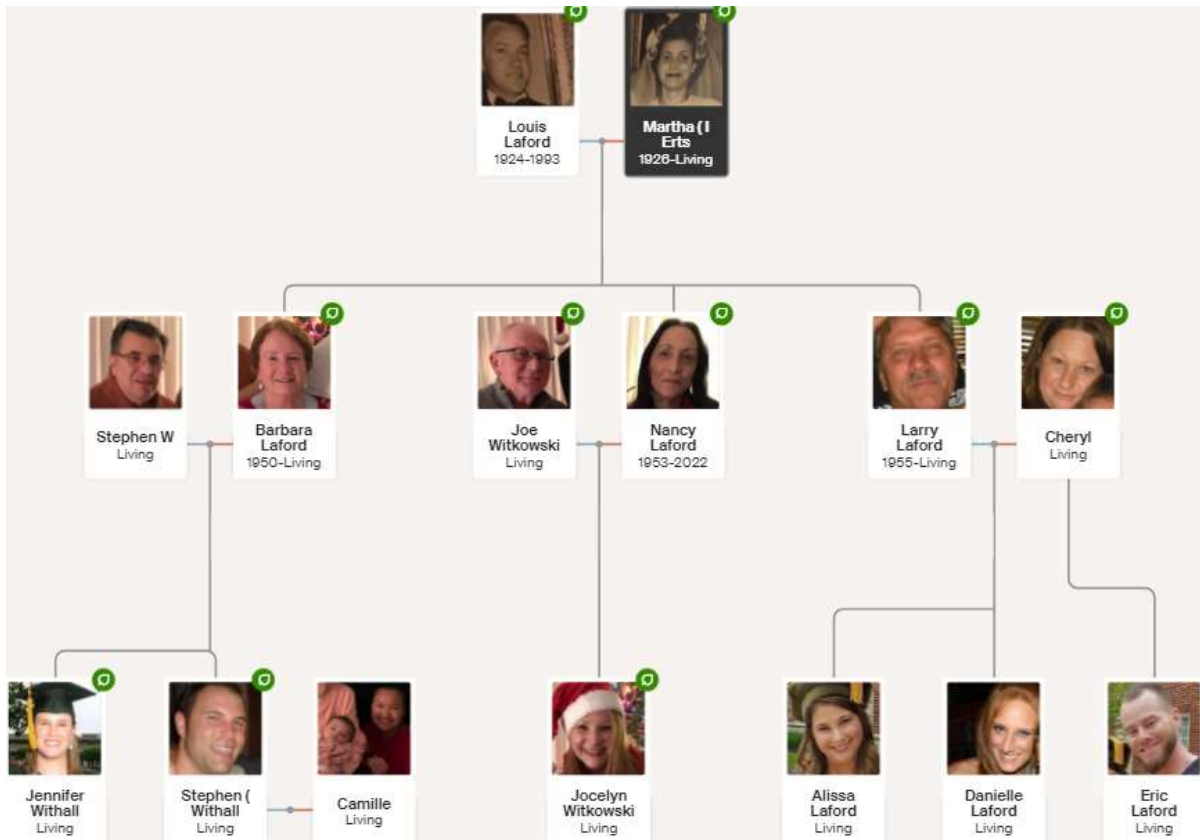 Louis
Laford
1924-1993
Martha ( I
Erts
1926-Living
Stephen W
Living
Barbara
Laford
1950-Living
Joe
Witkowski
Living
Nancy
Laford
1953-2022
Larry
Laford
1955-Living
Cheryl
Living
Jennifer
Withall
Living
Stephen (
Withall
Living
Camille
Living
Jocelyn
Witkowski
Living
Alissa
Laford
Living
Danielle
Laford
Living
Eric
Laford
Living